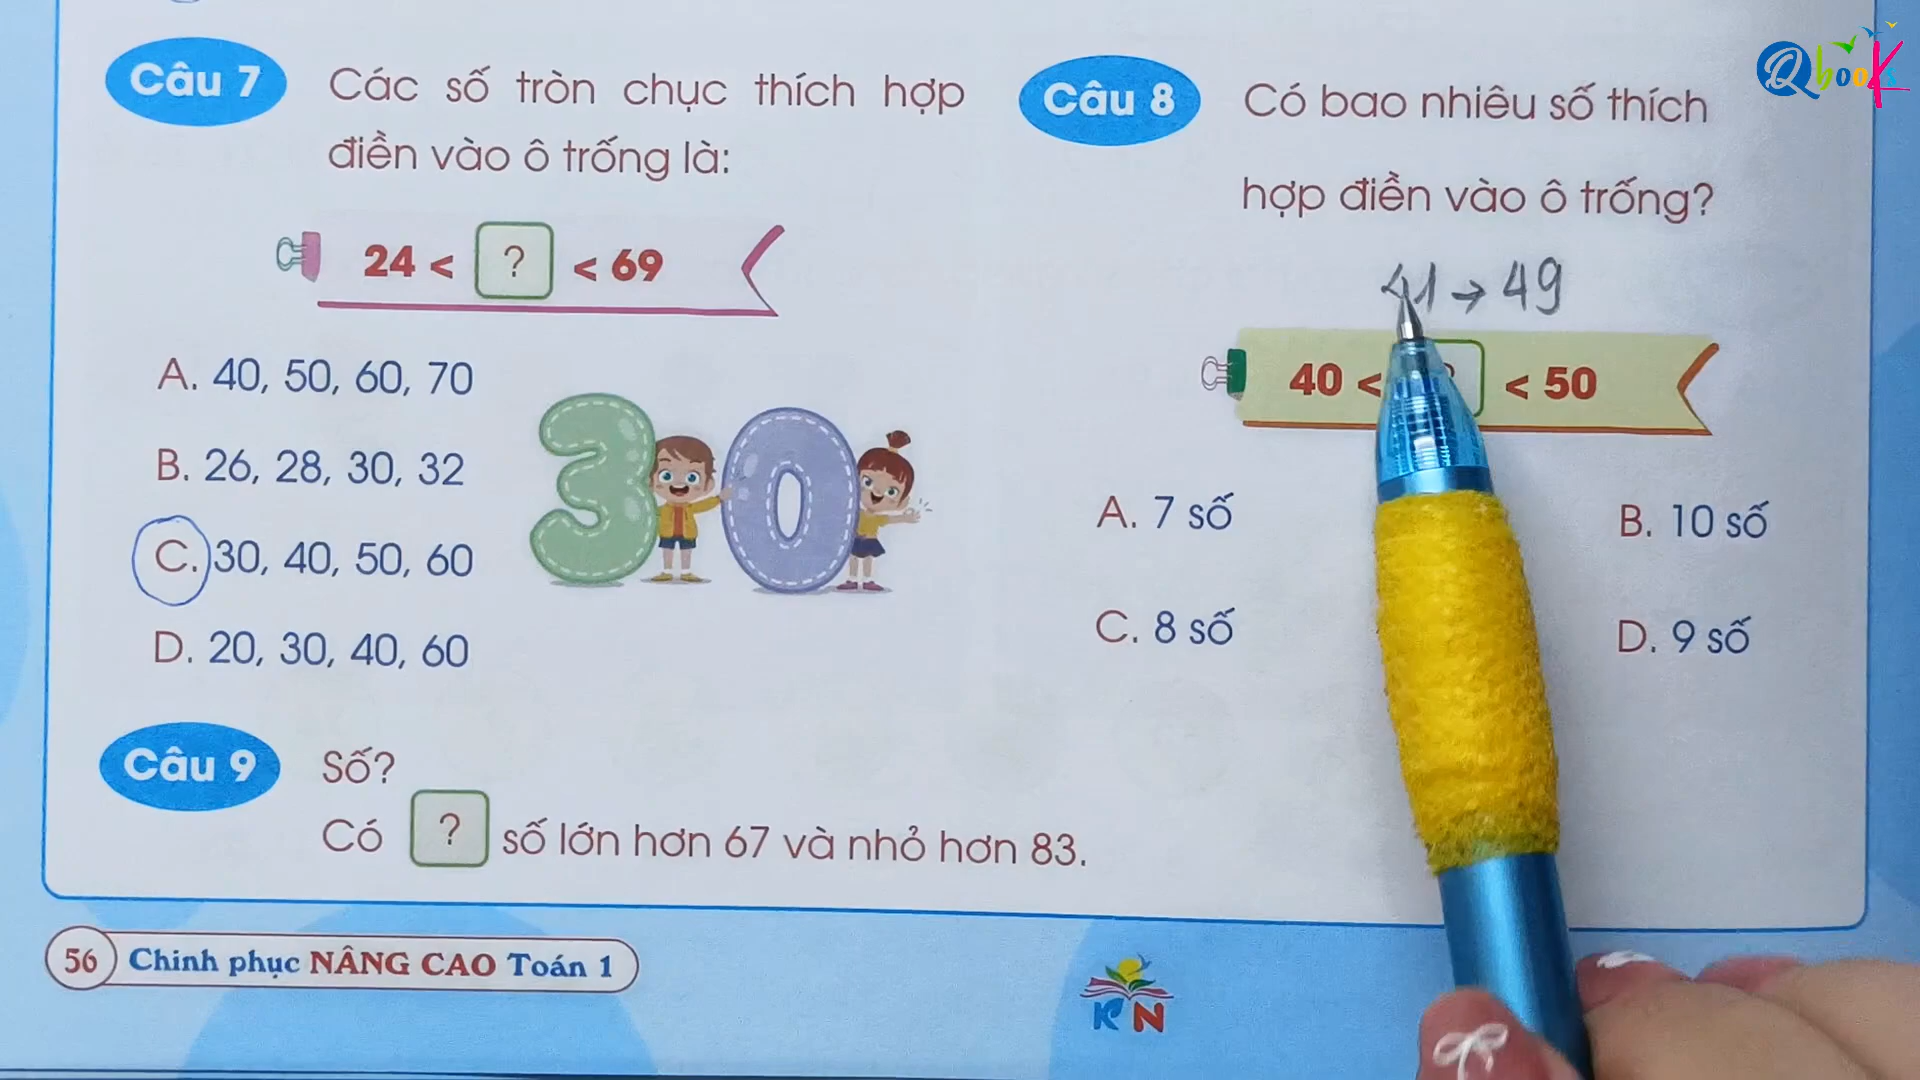 Qbook
Câu 7
Các số tròn chục thích hợp
điền vào ô trống là:
24 < ? < 69
A. 40, 50, 60, 70
B. 26, 28, 30, 32
C. 30, 40, 50, 60
D. 20, 30, 40, 60
30
Câu 8
Có bao nhiêu số thích
hợp điền vào ô trống?
41 → 49
40 < ? < 50
A. 7 số
B. 10 số
C. 8 số
D. 9 số
Câu 9
Số?
Có ? số lớn hơn 67 và nhỏ hơn 83.
56
Chinh phục NÂNG CAO Toán 1
KN